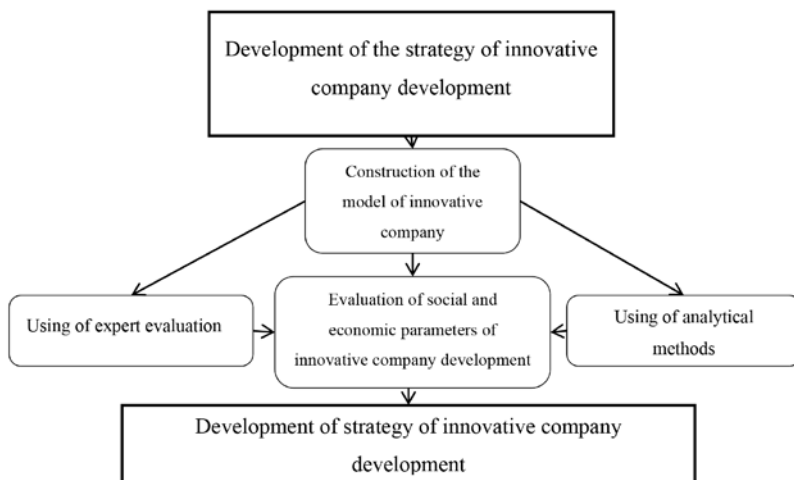 Development of the strategy of innovative
company development
Construction of the
model of innovative
company
Using of expert evaluation
Evaluation of social and
economic parameters of
innovative company development
Using of analytical
methods
Development of strategy of innovative company
development